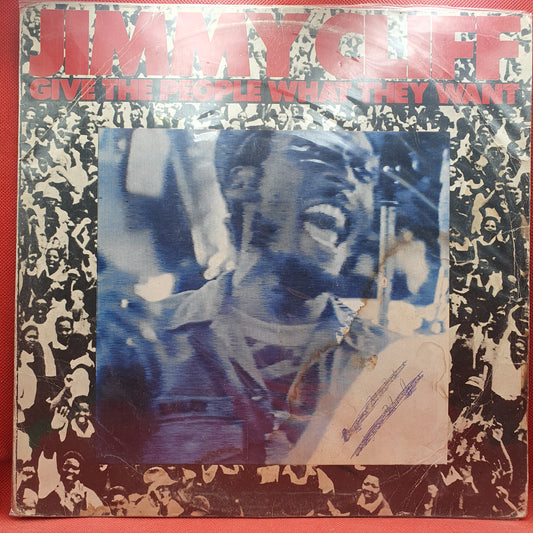 JIMMY CLIFF
GIVE THE PEOPLE WHAT THEY WANT